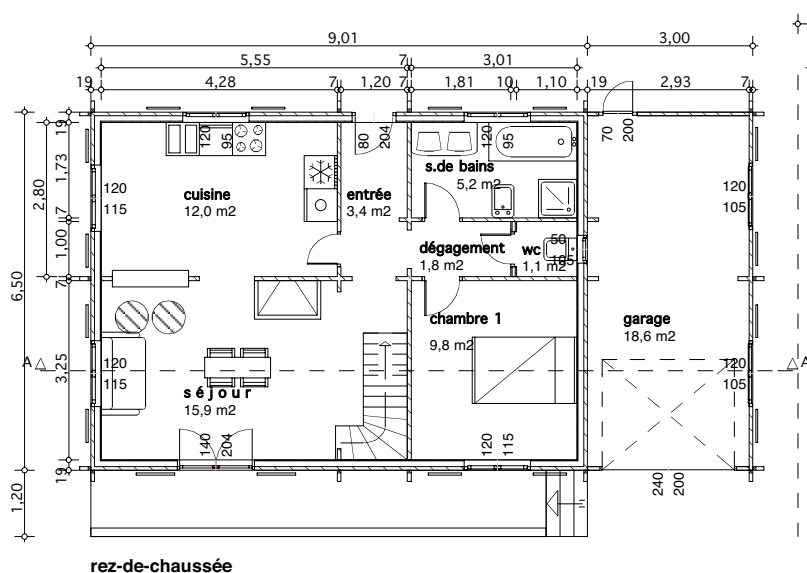 9,01
3,00
5,55
7
3,01
19
4,28
7
1,20
7
1,81
10
1,10
19
2,93
7
19
1,73
7
1,00
7
3,25
19
2,80
6,50
1,20
120
95
80
204
120
95
70
200
s.de bains
5,2 m2
cuisine
12,0 m2
entrée
3,4 m2
120
115
120
105
dégagement
1,8 m2
wc
1,1 m2
50
105
chambre 1
9,8 m2
garage
18,6 m2
A
A
120
115
120
105
séjour
15,9 m2
140
204
120
115
240
200
rez-de-chaussée